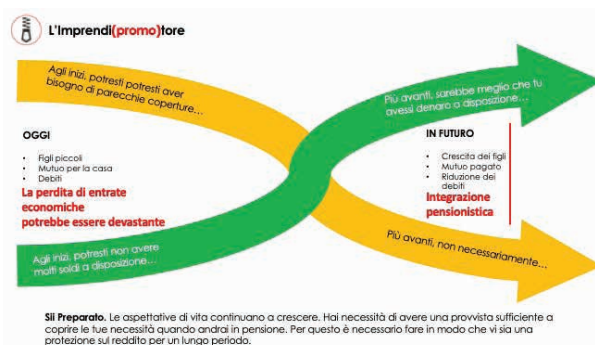 L'Imprendi(promo)tore
Agli inizi, potresti potresti aver
bisogno di parecchie coperture…
Più avanti, sarebbe meglio che tu
avessi denaro a disposizione…
OGGI
• Figli piccoli
• Mutuo per la casa
• Debiti
La perdita di entrate
economiche
potrebbe essere devastante
IN FUTURO
• Crescita dei figli
• Mutuo pagato
• Riduzione dei
debiti
Integrazione
pensionistica
Agli inizi, potresti non avere
molti soldi a disposizione…
Più avanti, non necessariamente…
Sii Preparato. Le aspettative di vita continuano a crescere. Hai necessità di avere una provvista sufficiente a
coprire le tue necessità quando andrai in pensione. Per questo è necessario fare in modo che vi sia una
protezione sul reddito per un lungo periodo.